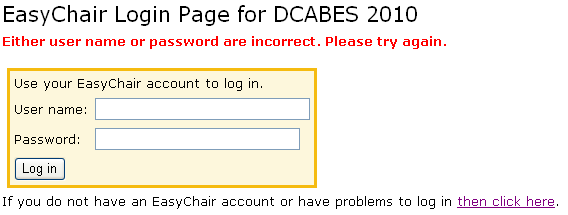 EasyChair Login Page for DCABES 2010
Either user name or password are incorrect. Please try again.
Use your EasyChair account to log in.
User name:
Password:
Log in
If you do not have an EasyChair account or have problems to log in then click here.